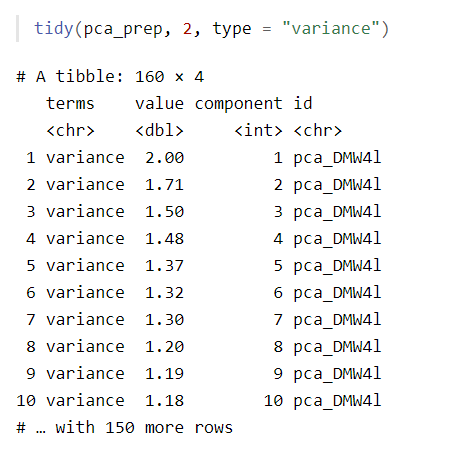 tidy(pca_prep, 2, type = "variance")
# A tibble: 160 × 4
terms value component id
<chr> <dbl> <int> <chr>
1 variance 2.00 1 pca_DMW4l
2 variance 1.71 2 pca_DMW4l
3 variance 1.50 3 pca_DMW4l
4 variance 1.48 4 pca_DMW4l
5 variance 1.37 5 pca_DMW4l
6 variance 1.32 6 pca_DMW4l
7 variance 1.30 7 pca_DMW4l
8 variance 1.20 8 pca_DMW4l
9 variance 1.19 9 pca_DMW4l
10 variance 1.18 10 pca_DMW4l
# … with 150 more rows